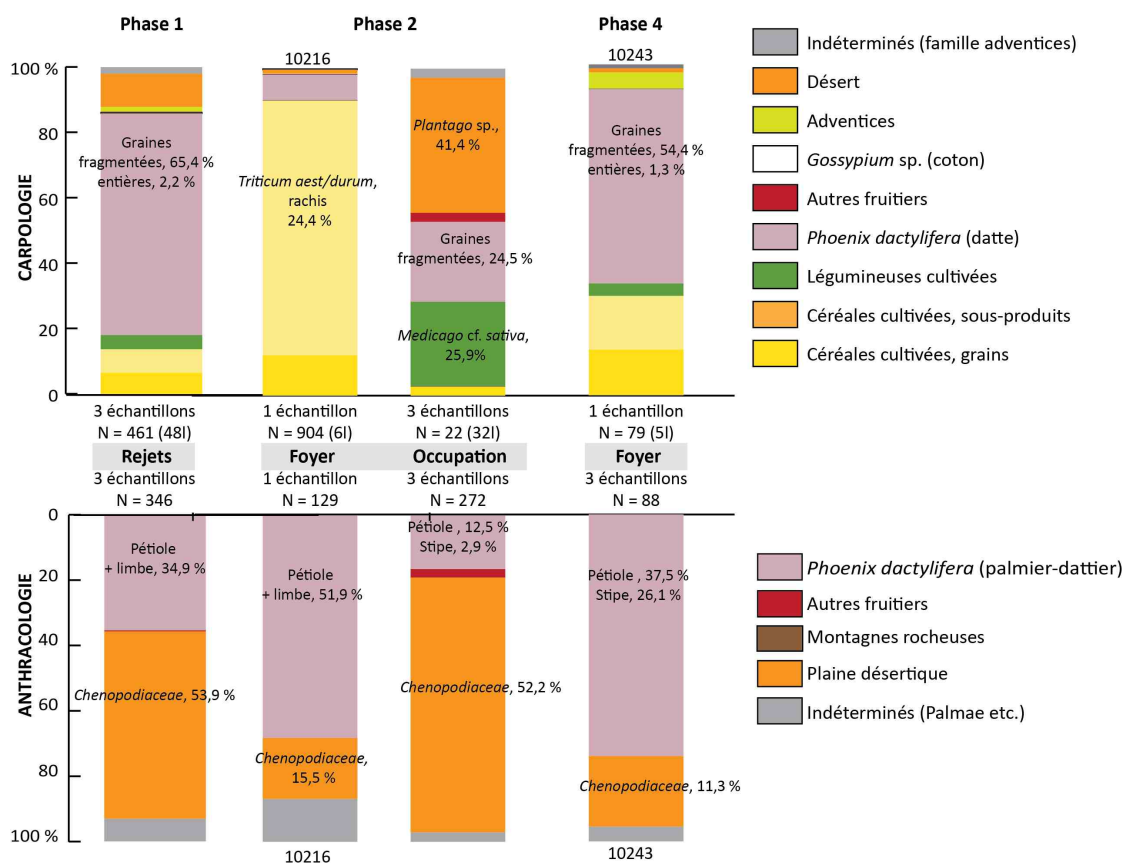 Phase 1
Phase 2
Phase 4
10216
10243
100 %
80
60
40
20
0
CARPOLOGIE
Graines
fragmentées, 65,4 %
entières, 2,2 %
Triticum aest/durum,
rachis
24,4 %
Plantago sp.,
41,4 %
Graines
fragmentées, 24,5 %
Medicago cf. sativa,
25,9%
Graines
fragmentées, 54,4 %
entières, 1,3 %
Indéterminés (famille adventices)
Désert
Adventices
Gossypium sp. (coton)
Autres fruitiers
Phoenix dactylifera (datte)
Légumineuses cultivées
Céréales cultivées, sous-produits
Céréales cultivées, grains
3 échantillons
N = 461 (48l)
1 échantillon
N = 904 (6l)
3 échantillons
N = 22 (32l)
1 échantillon
N = 79 (5l)
Rejets
Foyer
Occupation
Foyer
3 échantillons
N = 346
1 échantillon
N = 129
3 échantillons
N = 272
3 échantillons
N = 88
0
20
40
60
80
100 %
ANTHRACOLOGIE
Pétiole
+ limbe, 34,9 %
Chenopodiaceae, 53,9 %
Pétiole
+ limbe, 51,9 %
Chenopodiaceae,
15,5 %
Pétiole , 12,5 %
Stipe, 2,9 %
Chenopodiaceae, 52,2 %
Pétiole , 37,5 %
Stipe, 26,1 %
Chenopodiaceae, 11,3 %
Phoenix dactylifera (palmier-dattier)
Autres fruitiers
Montagnes rocheuses
Plaine désertique
Indéterminés (Palmae etc.)
10216
10243